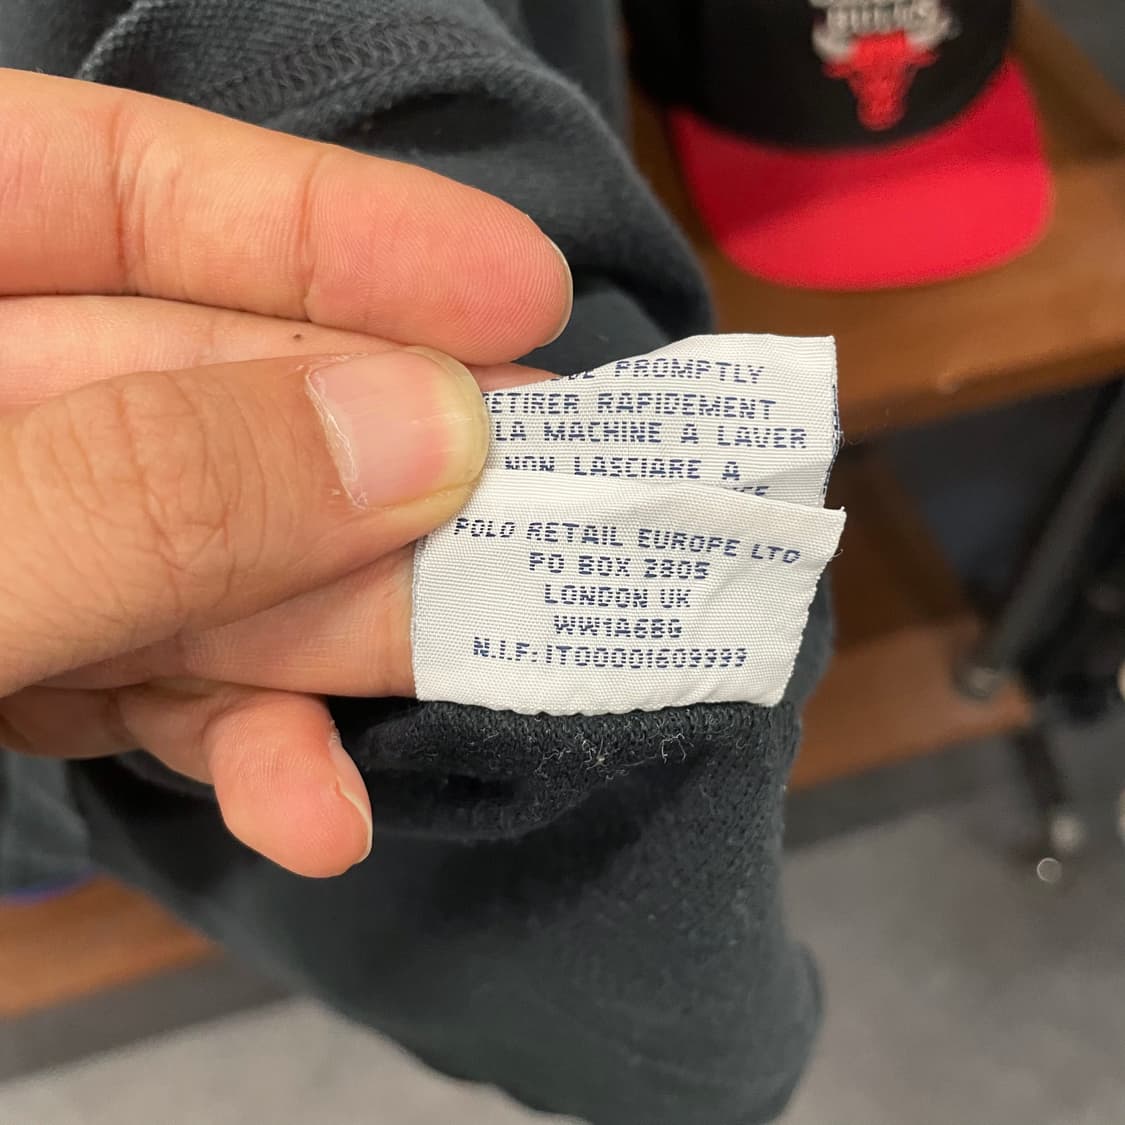 BULLS
PROMPTLY
RETIRER RAPIDEMENT
LA MACHINE A LAVER
NON LASCIARE A
POLO RETAIL EUROPE LTD
PO BOX 2805
LONDON UK
WW1A6BG
N.I.F:IT00001609999